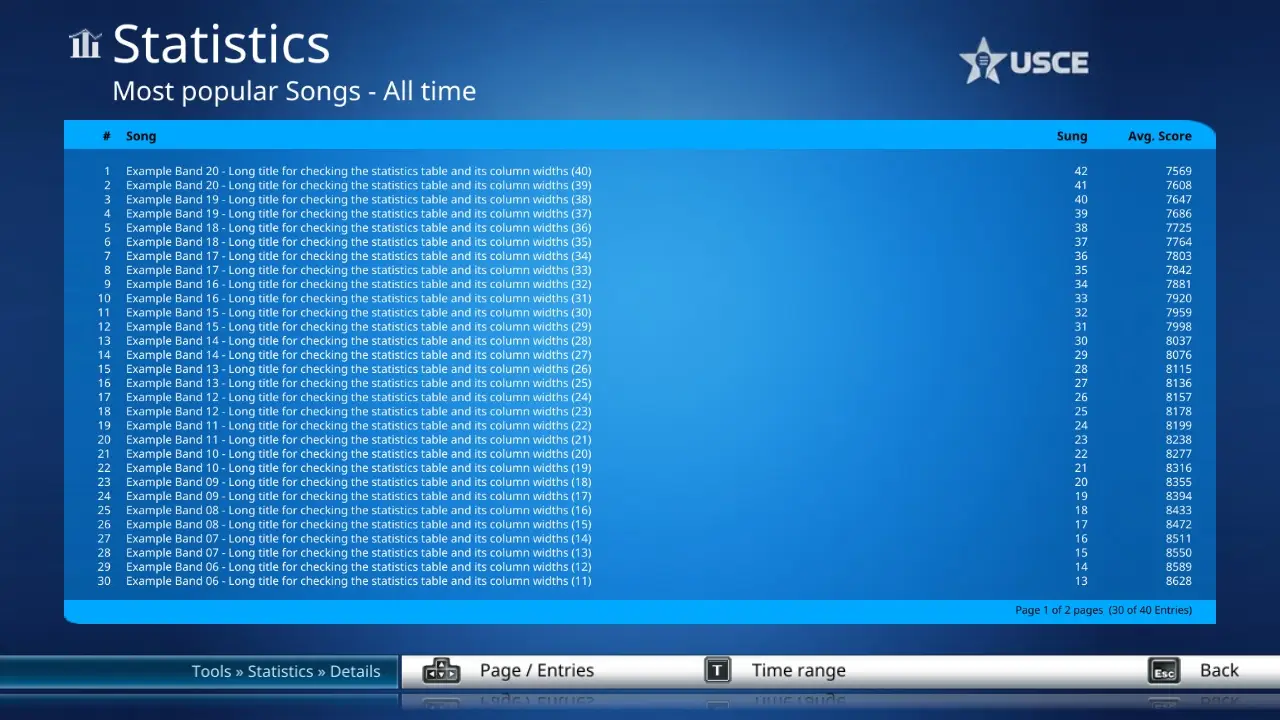 Statistics
Most popular Songs - All time
USCE
# Song Sung Avg. Score
1 Example Band 20 - Long title for checking the statistics table and its column widths (40) 42 7569
2 Example Band 20 - Long title for checking the statistics table and its column widths (39) 41 7608
3 Example Band 19 - Long title for checking the statistics table and its column widths (38) 40 7647
4 Example Band 19 - Long title for checking the statistics table and its column widths (37) 39 7686
5 Example Band 18 - Long title for checking the statistics table and its column widths (36) 38 7725
6 Example Band 18 - Long title for checking the statistics table and its column widths (35) 37 7764
7 Example Band 17 - Long title for checking the statistics table and its column widths (34) 36 7803
8 Example Band 17 - Long title for checking the statistics table and its column widths (33) 35 7842
9 Example Band 16 - Long title for checking the statistics table and its column widths (32) 34 7881
10 Example Band 16 - Long title for checking the statistics table and its column widths (31) 33 7920
11 Example Band 15 - Long title for checking the statistics table and its column widths (30) 32 7959
12 Example Band 15 - Long title for checking the statistics table and its column widths (29) 31 7998
13 Example Band 14 - Long title for checking the statistics table and its column widths (28) 30 8037
14 Example Band 14 - Long title for checking the statistics table and its column widths (27) 29 8076
15 Example Band 13 - Long title for checking the statistics table and its column widths (26) 28 8115
16 Example Band 13 - Long title for checking the statistics table and its column widths (25) 27 8136
17 Example Band 12 - Long title for checking the statistics table and its column widths (24) 26 8157
18 Example Band 12 - Long title for checking the statistics table and its column widths (23) 25 8178
19 Example Band 11 - Long title for checking the statistics table and its column widths (22) 24 8199
20 Example Band 11 - Long title for checking the statistics table and its column widths (21) 23 8238
21 Example Band 10 - Long title for checking the statistics table and its column widths (20) 22 8277
22 Example Band 10 - Long title for checking the statistics table and its column widths (19) 21 8316
23 Example Band 09 - Long title for checking the statistics table and its column widths (18) 20 8355
24 Example Band 09 - Long title for checking the statistics table and its column widths (17) 19 8394
25 Example Band 08 - Long title for checking the statistics table and its column widths (16) 18 8433
26 Example Band 08 - Long title for checking the statistics table and its column widths (15) 17 8472
27 Example Band 07 - Long title for checking the statistics table and its column widths (14) 16 8511
28 Example Band 07 - Long title for checking the statistics table and its column widths (13) 15 8550
29 Example Band 06 - Long title for checking the statistics table and its column widths (12) 14 8589
30 Example Band 06 - Long title for checking the statistics table and its column widths (11) 13 8628
Page 1 of 2 pages (30 of 40 Entries)
Tools » Statistics » Details Page / Entries T Time range Esc Back